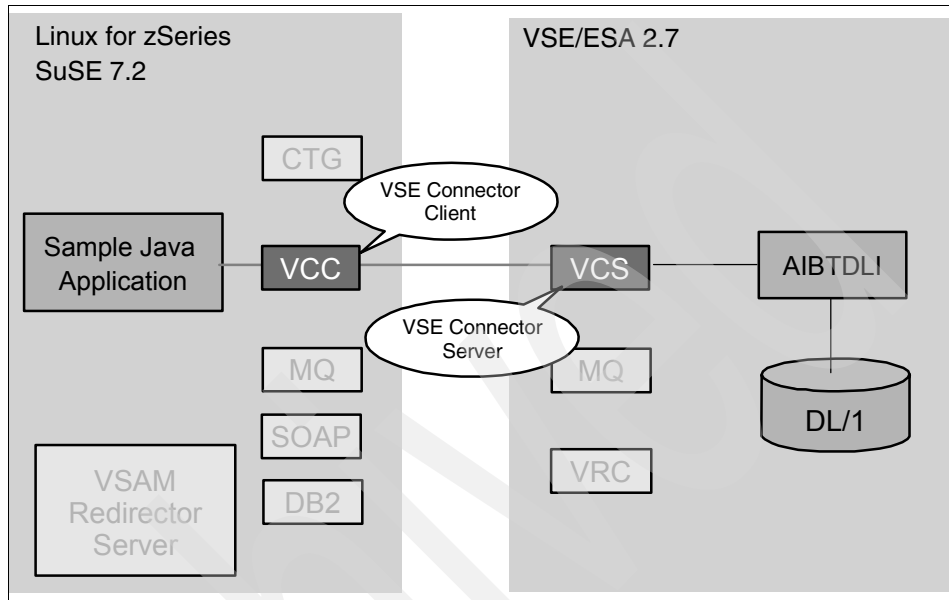 Linux for zSeries
SuSE 7.2
VSE/ESA 2.7
CTG
VSE Connector
Client
Sample Java
Application
VCC
VCS
AIBTDLI
VSE Connector
Server
MQ
MQ
DL/1
SOAP
VSAM
Redirector
Server
DB2
VRC